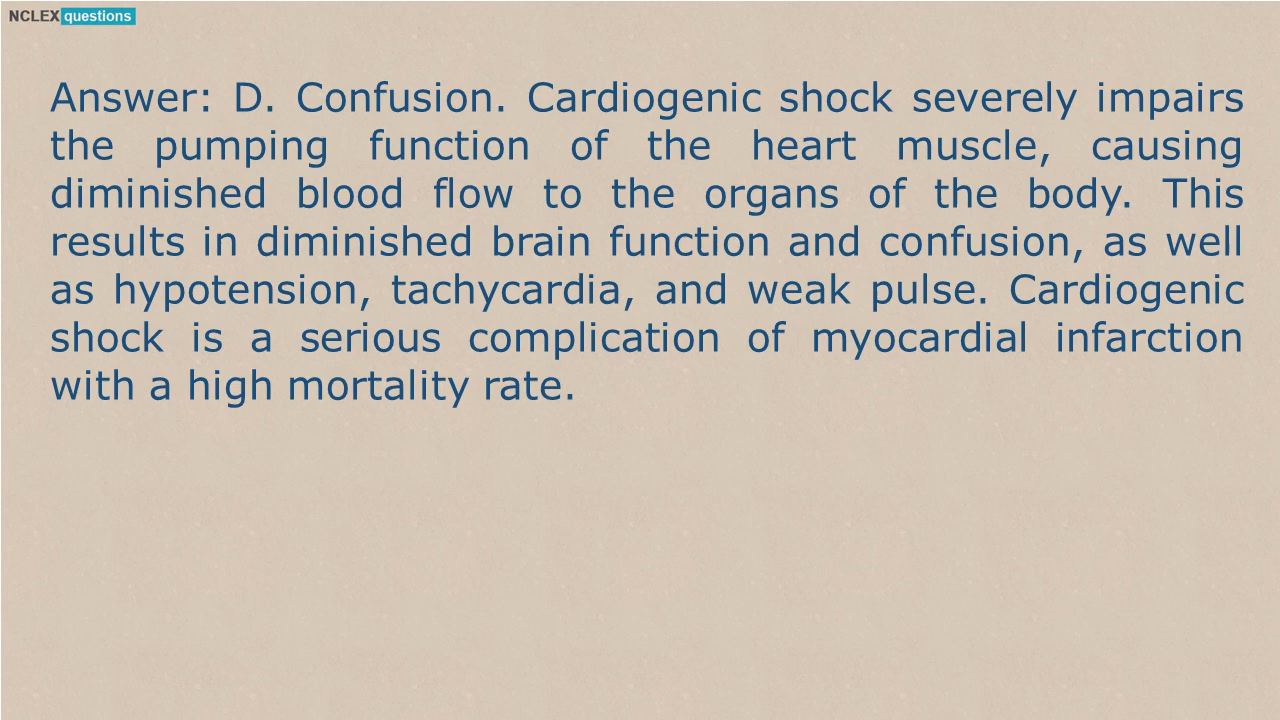 NCLEX questions
Answer: D. Confusion. Cardiogenic shock severely impairs
the pumping function of the heart muscle, causing
diminished blood flow to the organs of the body. This
results in diminished brain function and confusion, as well
as hypotension, tachycardia, and weak pulse. Cardiogenic
shock is a serious complication of myocardial infarction
with a high mortality rate.